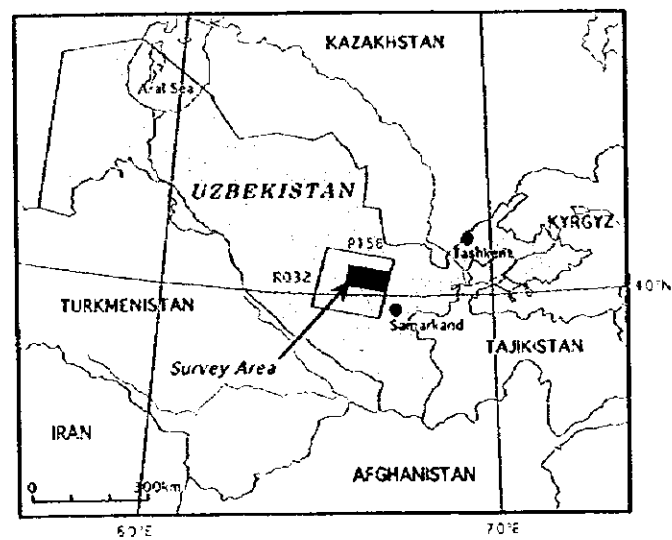 KAZAKHSTAN
Aral Sea
UZBEKISTAN
KYRGYZ
Tashkent
P156
R032
40°N
TURKMENISTAN
Samarkand
TAJIKISTAN
Survey Area
IRAN
AFGHANISTAN
0 300km
60°E 70°E